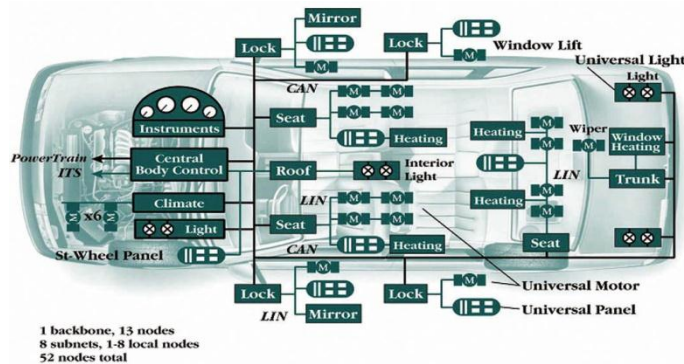 Mirror
Lock
Lock
M
M
Window Lift
Universal Light
CAN
Light
Instruments
Seat
M
M
M
M
Heating
Heating
M
M
Wiper
M
Window
Heating
PowerTrain
ITS
Central
Body Control
Roof
Interior
Light
LIN
LIN
Trunk
Climate
M
x6
M
Light
Seat
M
M
M
M
Heating
M
M
CAN
Heating
Seat
St-Wheel Panel
Lock
M
Lock
M
Universal Motor
LIN
Mirror
Universal Panel
1 backbone, 13 nodes
8 subnets, 1-8 local nodes
52 nodes total